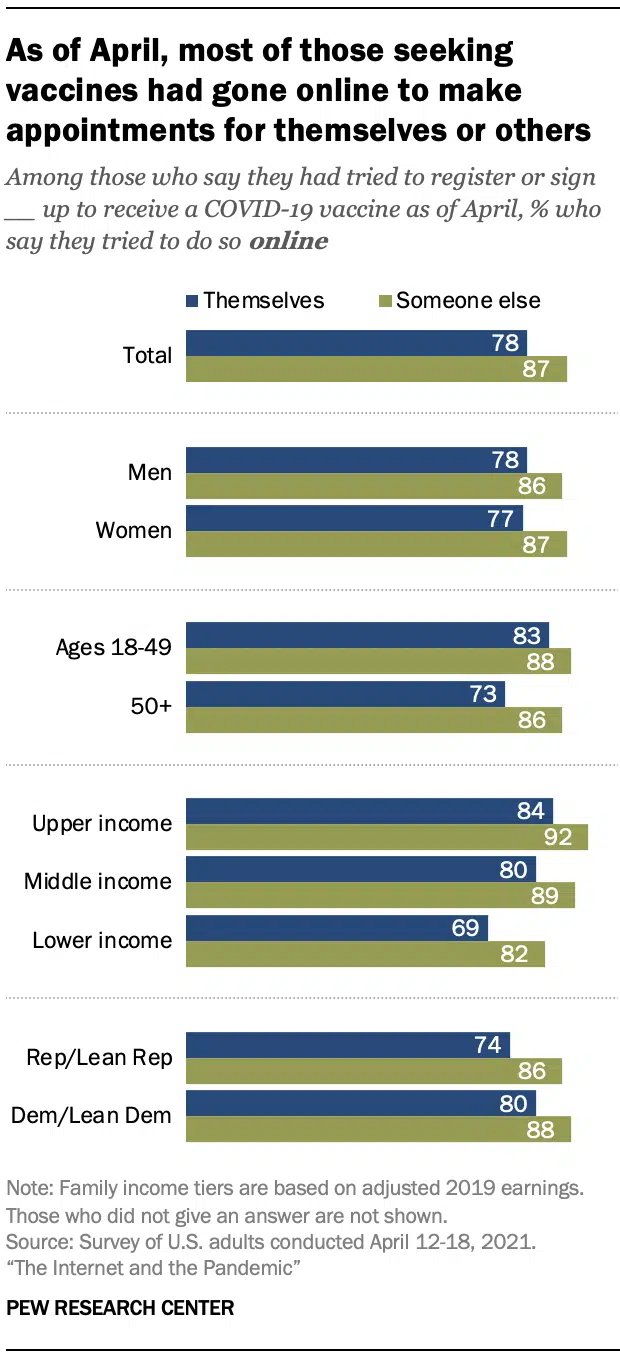 As of April, most of those seeking
vaccines had gone online to make
appointments for themselves or others
Among those who say they had tried to register or sign
__ up to receive a COVID-19 vaccine as of April, % who
say they tried to do so online
Themselves Someone else
Total 78
87
Men 78
86
Women 77
87
Ages 18-49 83
88
50+ 73
86
Upper income 84
92
Middle income 80
89
Lower income 69
82
Rep/Lean Rep 74
86
Dem/Lean Dem 80
88
Note: Family income tiers are based on adjusted 2019 earnings.
Those who did not give an answer are not shown.
Source: Survey of U.S. adults conducted April 12-18, 2021.
“The Internet and the Pandemic”
PEW RESEARCH CENTER